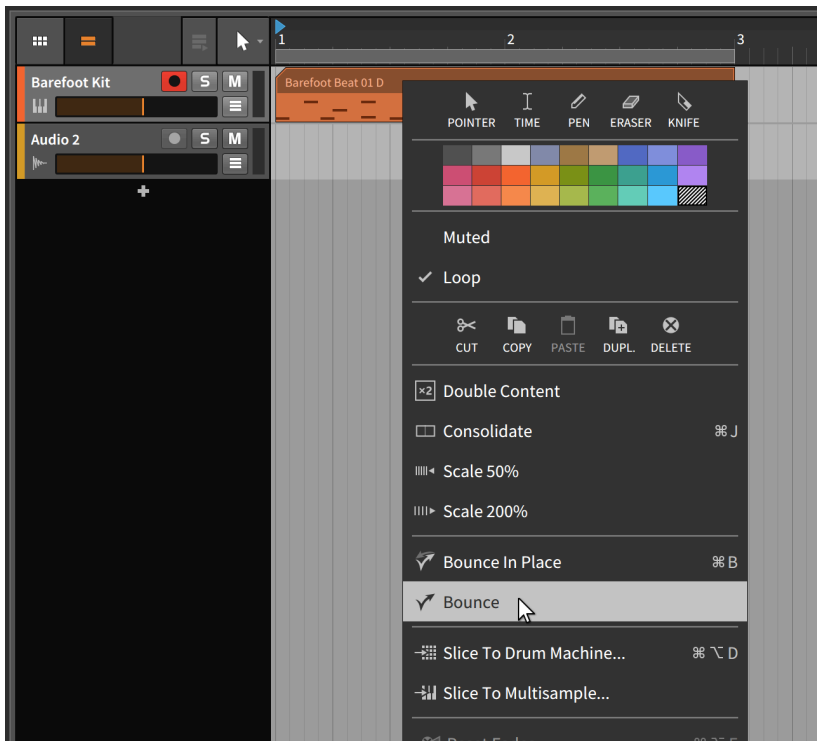 1 2 3
Barefoot Kit S M
Barefoot Beat 01 D
Audio 2 S M
POINTER TIME PEN ERASER KNIFE
Muted
Loop
CUT COPY PASTE DUPL. DELETE
×2 Double Content
Consolidate ⌘ J
Scale 50%
Scale 200%
Bounce In Place ⌘ B
Bounce
Slice To Drum Machine... ⌘ ⌥ D
Slice To Multisample...